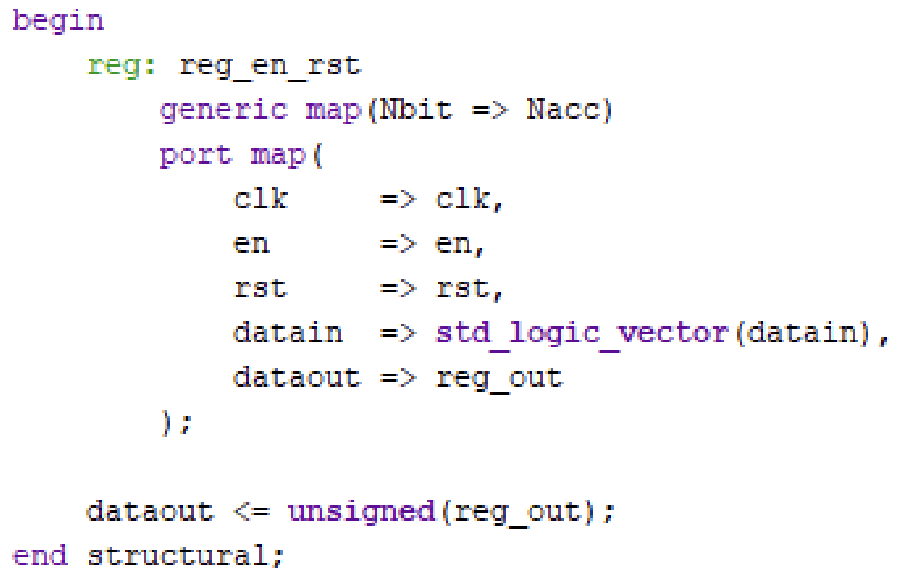 begin
reg: reg_en_rst
generic map(Nbit => Nacc)
port map(
clk => clk,
en => en,
rst => rst,
datain => std_logic_vector(datain),
dataout => reg_out
);
dataout <= unsigned(reg_out);
end structural;